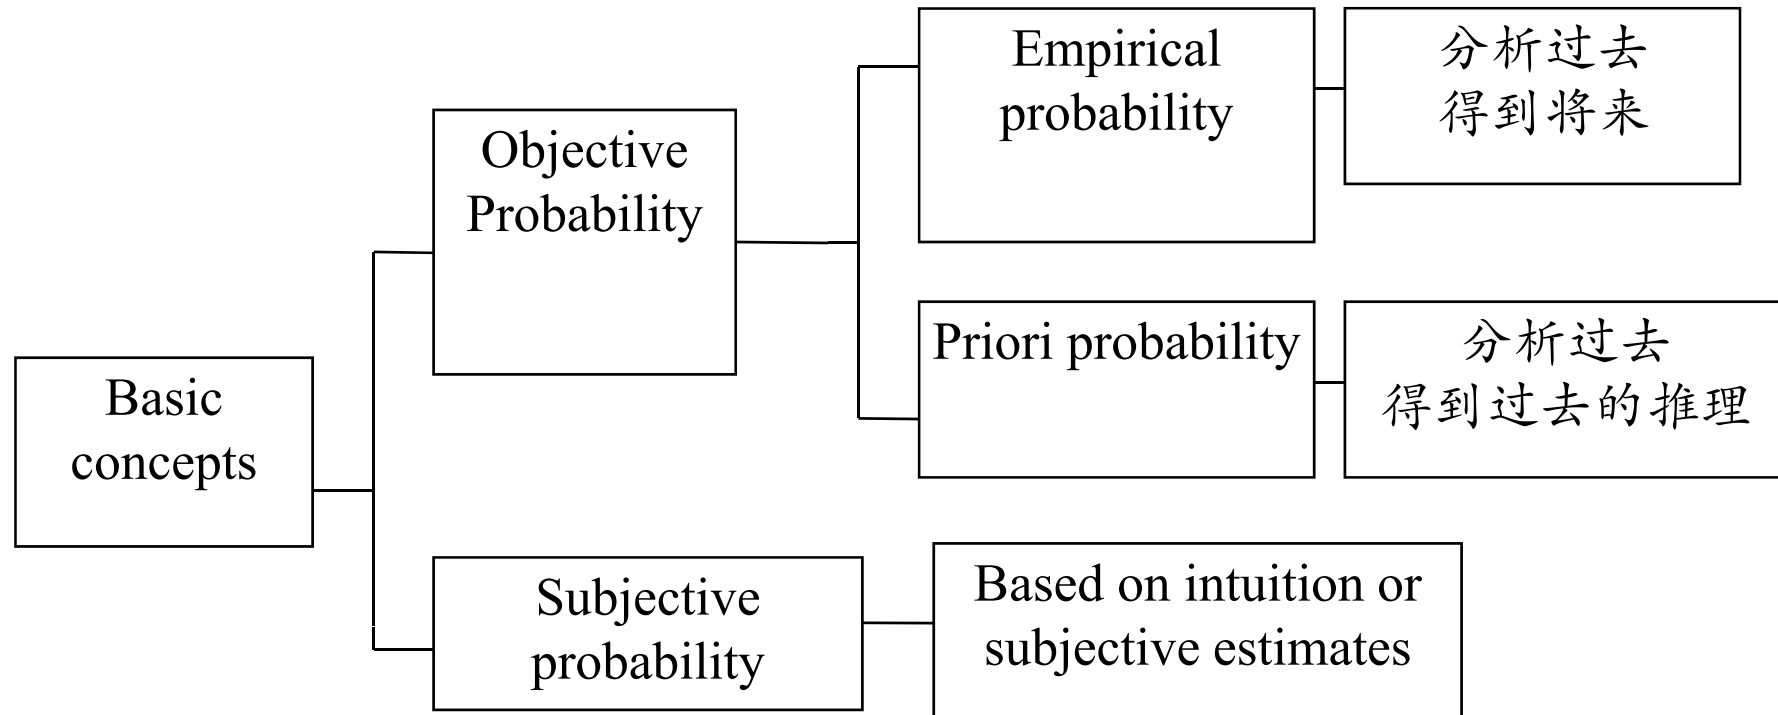 Basic
concepts
Objective
Probability
Empirical
probability
分析过去
得到将来
Priori probability
分析过去
得到过去的推理
Subjective
probability
Based on intuition or
subjective estimates